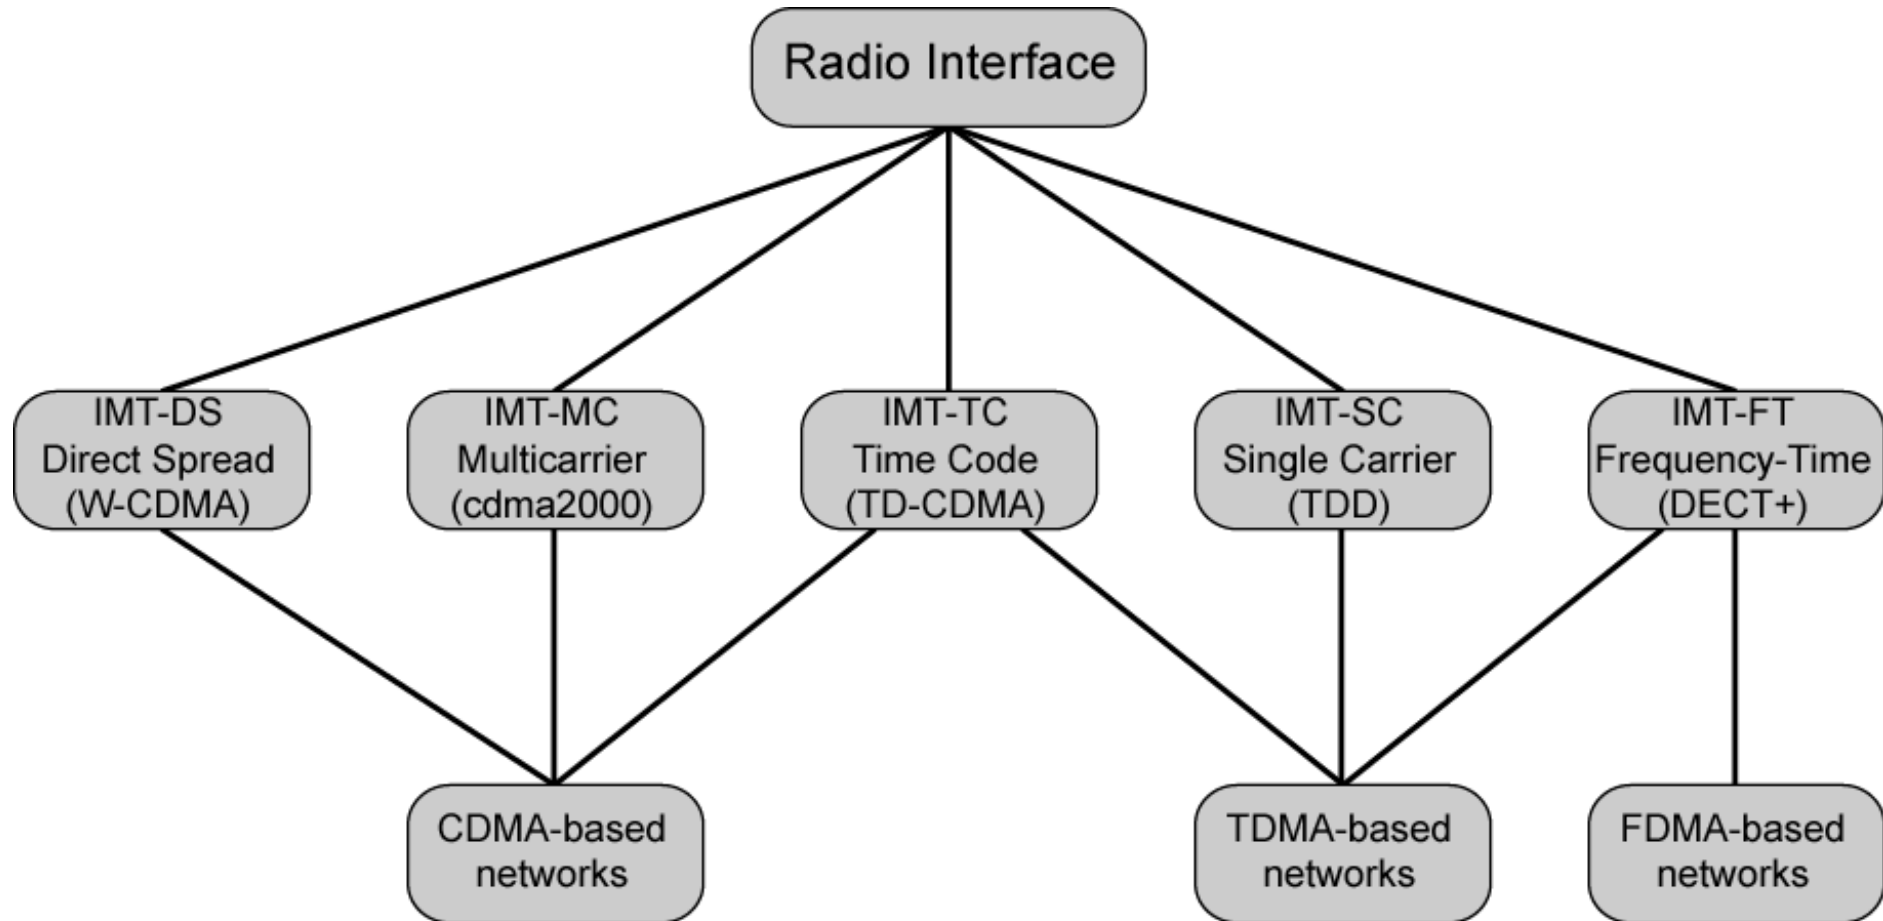 Radio Interface
IMT-DS
Direct Spread
(W-CDMA)
IMT-MC
Multicarrier
(cdma2000)
IMT-TC
Time Code
(TD-CDMA)
IMT-SC
Single Carrier
(TDD)
IMT-FT
Frequency-Time
(DECT+)
CDMA-based
networks
TDMA-based
networks
FDMA-based
networks